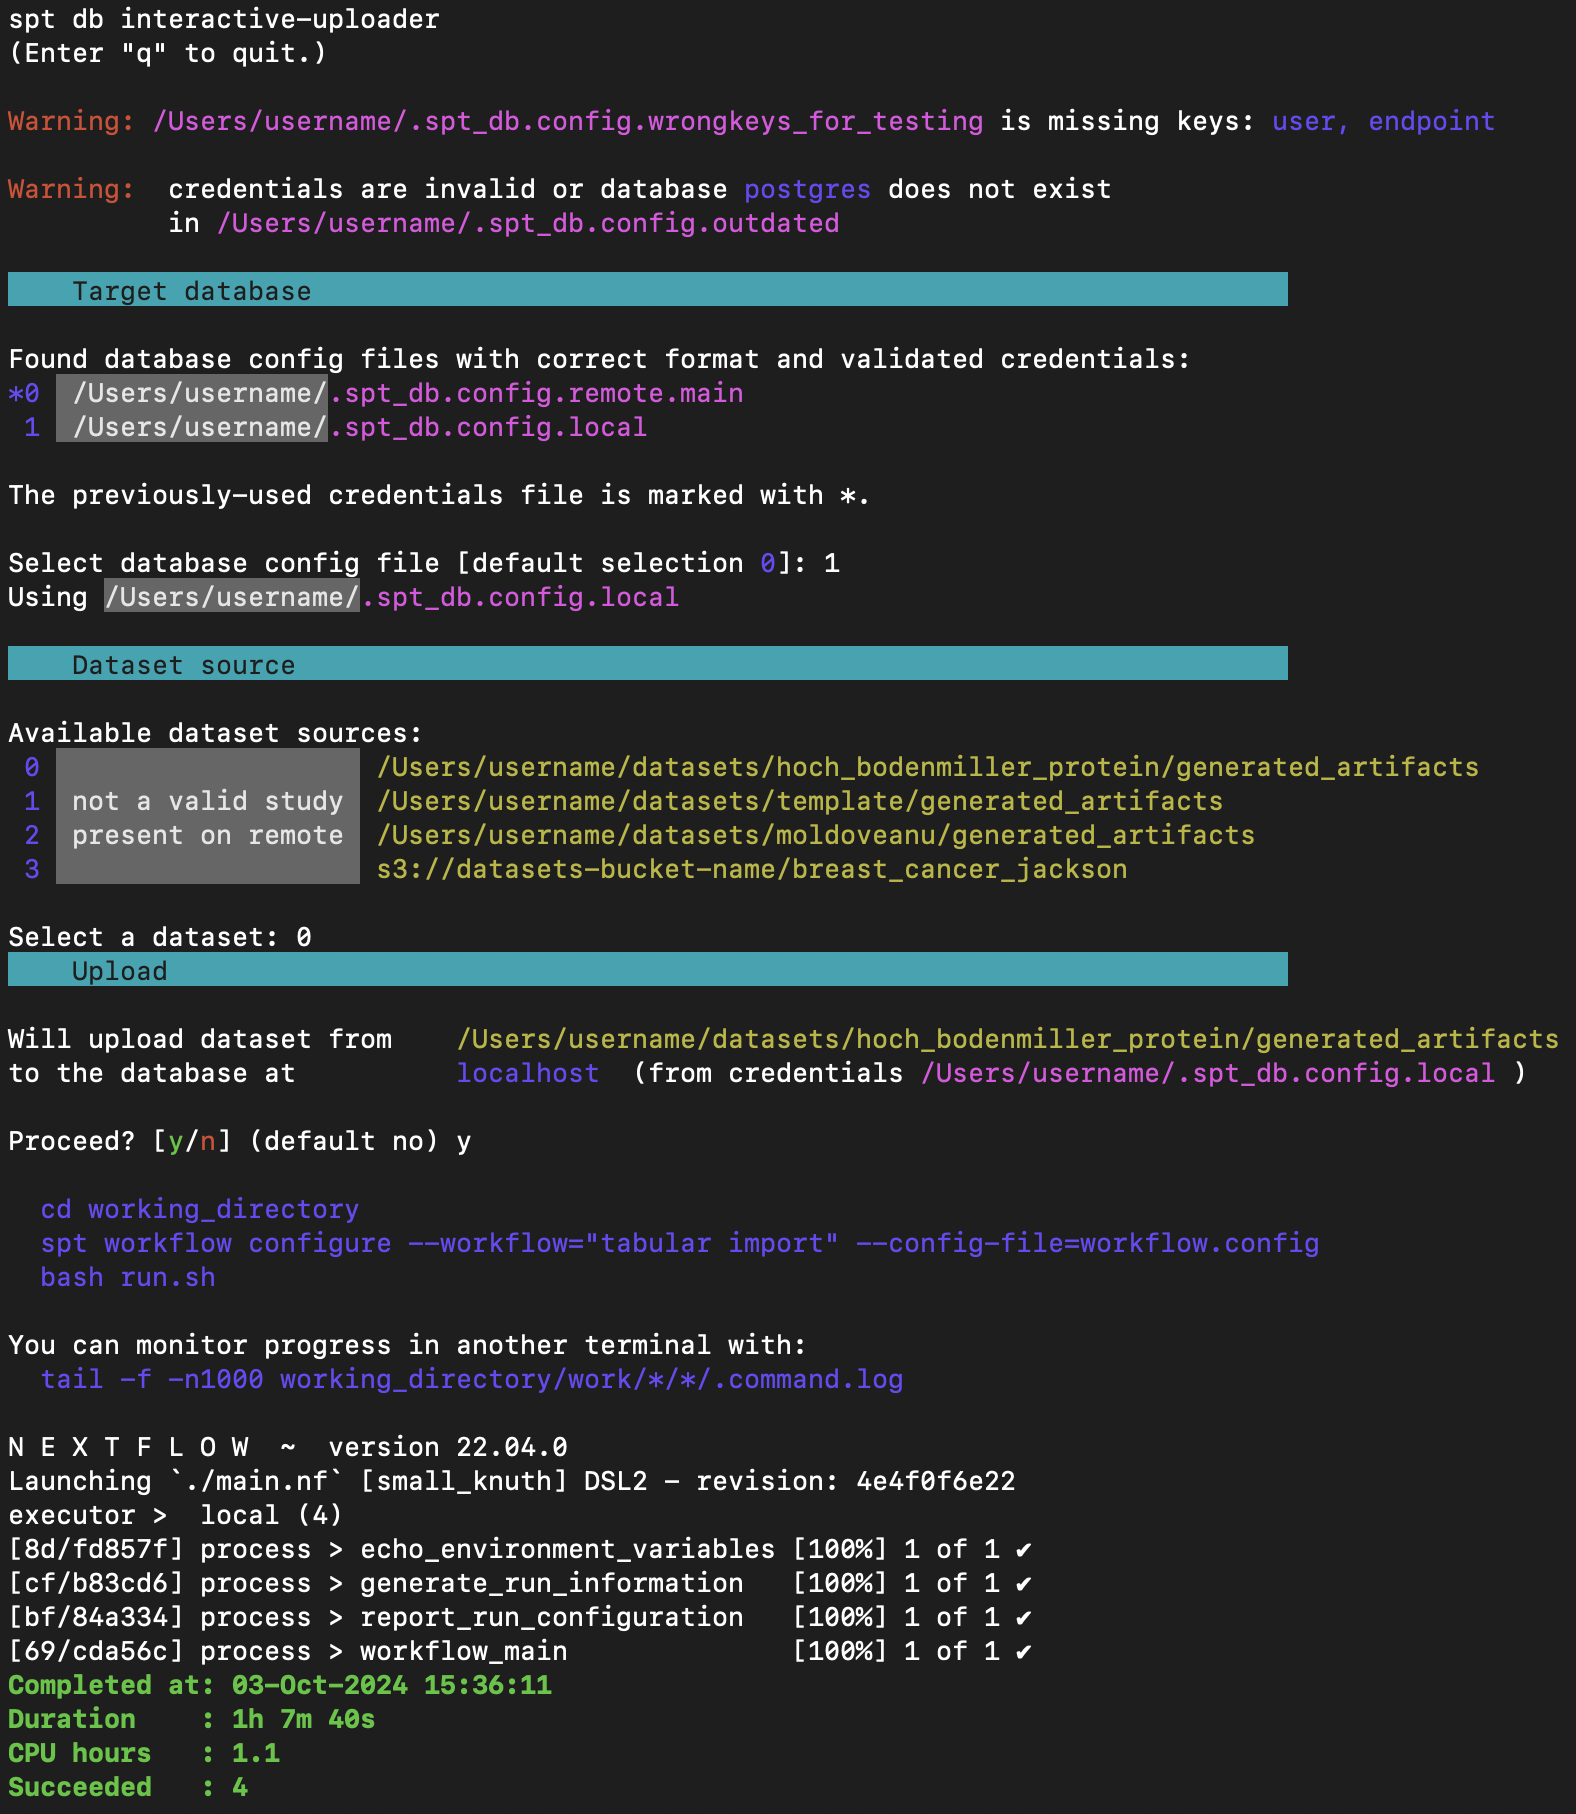 spt db interactive-uploader
(Enter "q" to quit.)
Warning: /Users/username/.spt_db.config.wrongkeys_for_testing is missing keys: user, endpoint
Warning:  credentials are invalid or database postgres does not exist
          in /Users/username/.spt_db.config.outdated
    Target database
Found database config files with correct format and validated credentials:
*0  /Users/username/.spt_db.config.remote.main
 1  /Users/username/.spt_db.config.local
The previously-used credentials file is marked with *.
Select database config file [default selection 0]: 1
Using /Users/username/.spt_db.config.local
    Dataset source
Available dataset sources:
 0                     /Users/username/datasets/hoch_bodenmiller_protein/generated_artifacts
 1  not a valid study  /Users/username/datasets/template/generated_artifacts
 2  present on remote  /Users/username/datasets/moldoveanu/generated_artifacts
 3                     s3://datasets-bucket-name/breast_cancer_jackson
Select a dataset: 0
    Upload
Will upload dataset from    /Users/username/datasets/hoch_bodenmiller_protein/generated_artifacts
to the database at          localhost  (from credentials /Users/username/.spt_db.config.local )
Proceed? [y/n] (default no) y
  cd working_directory
  spt workflow configure --workflow="tabular import" --config-file=workflow.config
  bash run.sh
You can monitor progress in another terminal with:
  tail -f -n1000 working_directory/work/*/*/.command.log
N E X T F L O W  ~  version 22.04.0
Launching `./main.nf` [small_knuth] DSL2 - revision: 4e4f0f6e22
executor >  local (4)
[8d/fd857f] process > echo_environment_variables [100%] 1 of 1 ✔
[cf/b83cd6] process > generate_run_information   [100%] 1 of 1 ✔
[bf/84a334] process > report_run_configuration   [100%] 1 of 1 ✔
[69/cda56c] process > workflow_main              [100%] 1 of 1 ✔
Completed at: 03-Oct-2024 15:36:11
Duration    : 1h 7m 40s
CPU hours   : 1.1
Succeeded   : 4